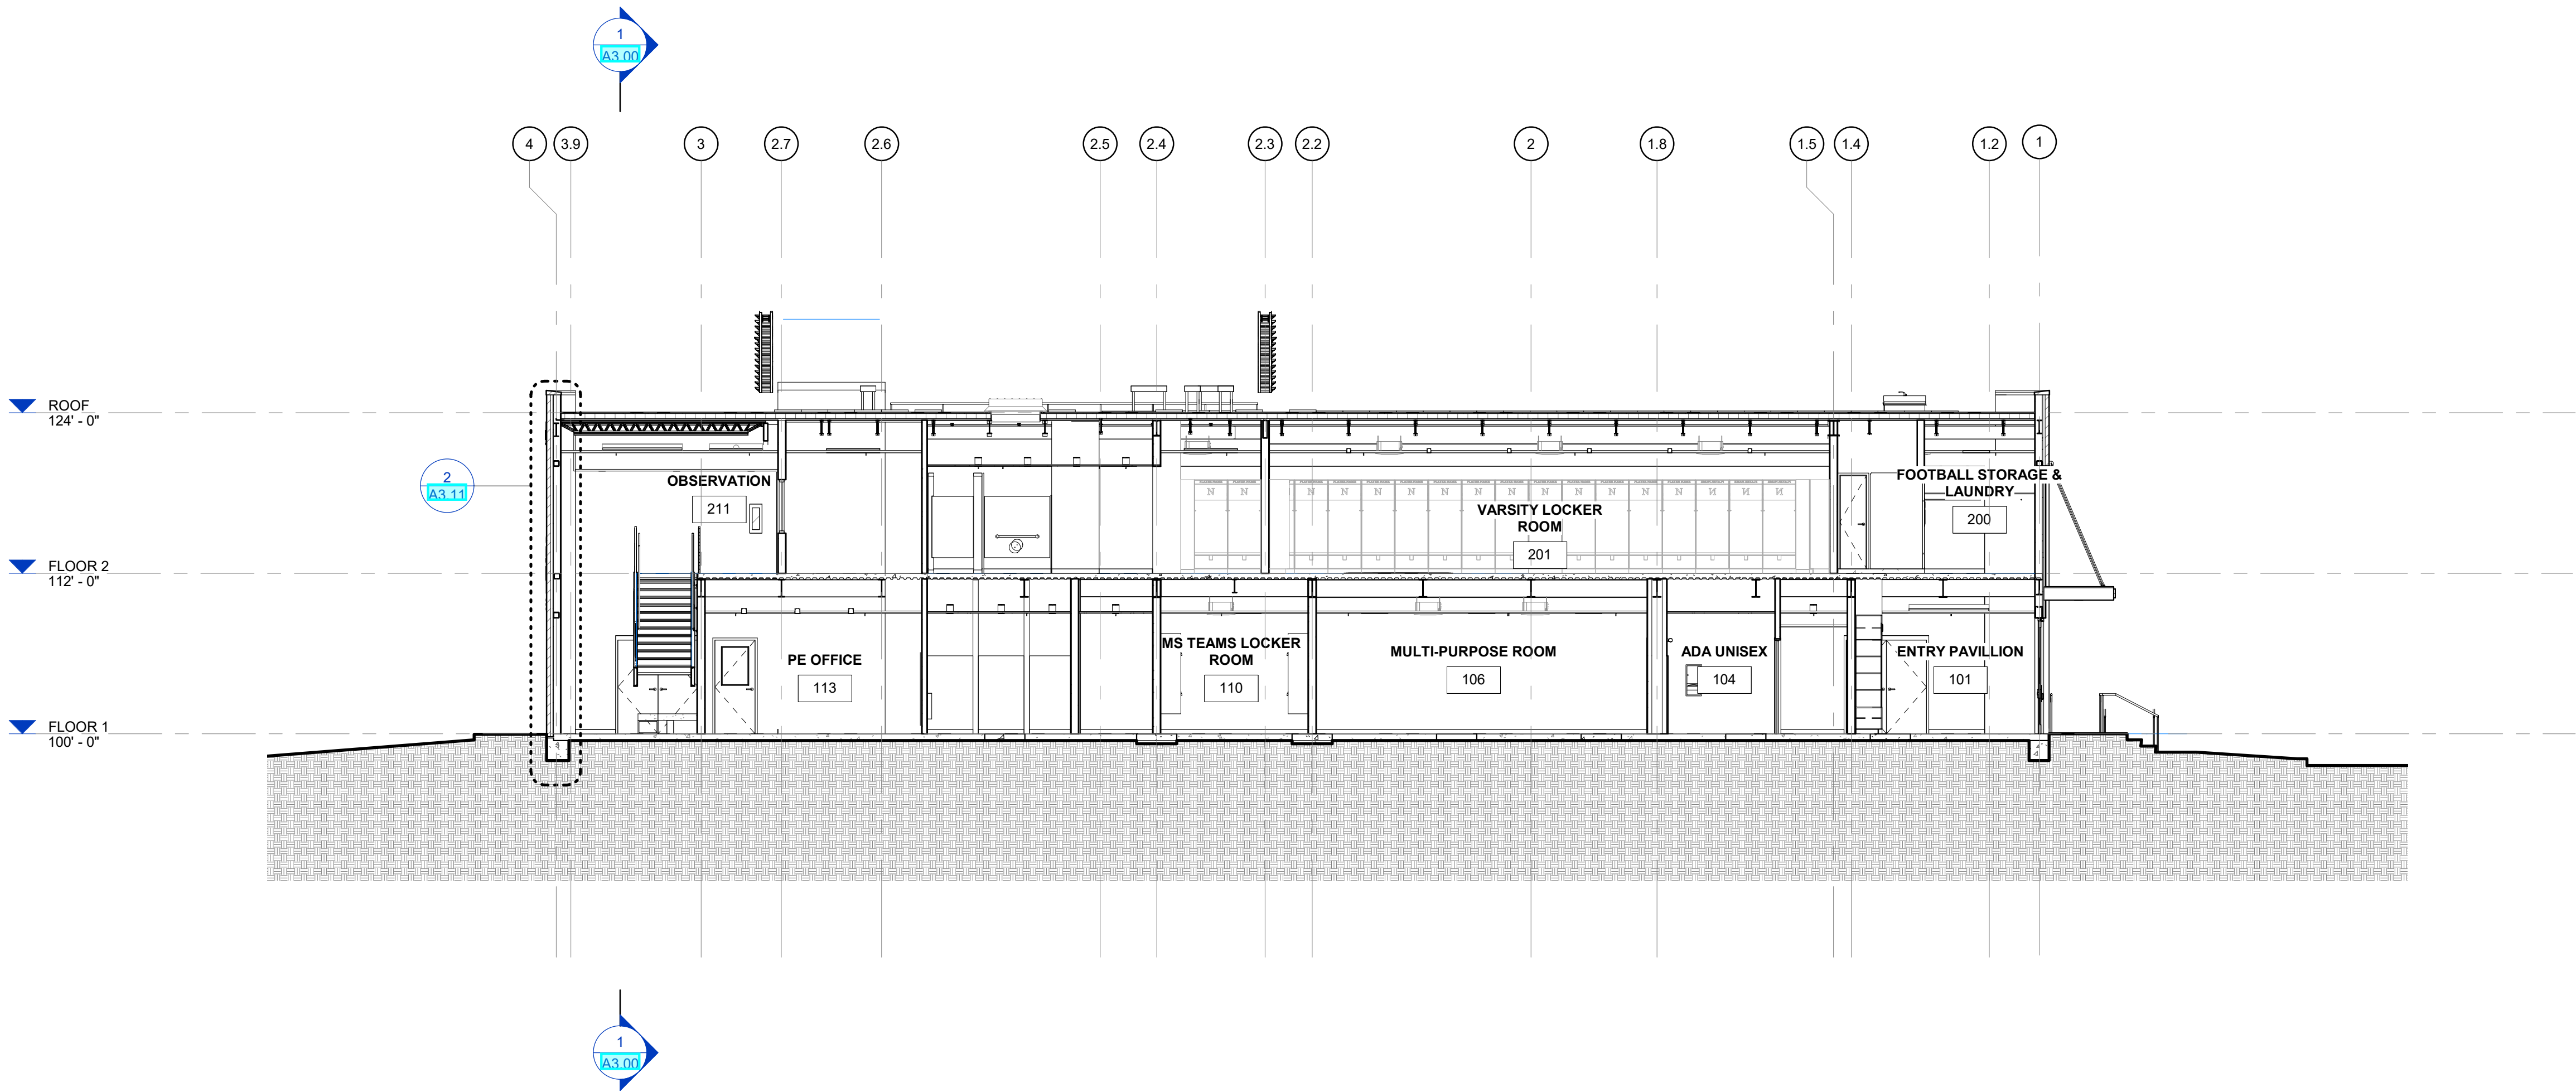 1
A3.00
4
3.9
3
2.7
2.6
2.5
2.4
2.3
2.2
2
1.8
1.5
1.4
1.2
1
ROOF
124' - 0"
2
A3.11
OBSERVATION
211
VARSITY LOCKER
ROOM
201
FOOTBALL STORAGE &
LAUNDRY
200
FLOOR 2
112' - 0"
PE OFFICE
113
MS TEAMS LOCKER
ROOM
110
MULTI-PURPOSE ROOM
106
ADA UNISEX
104
ENTRY PAVILLION
101
FLOOR 1
100' - 0"
1
A3.00